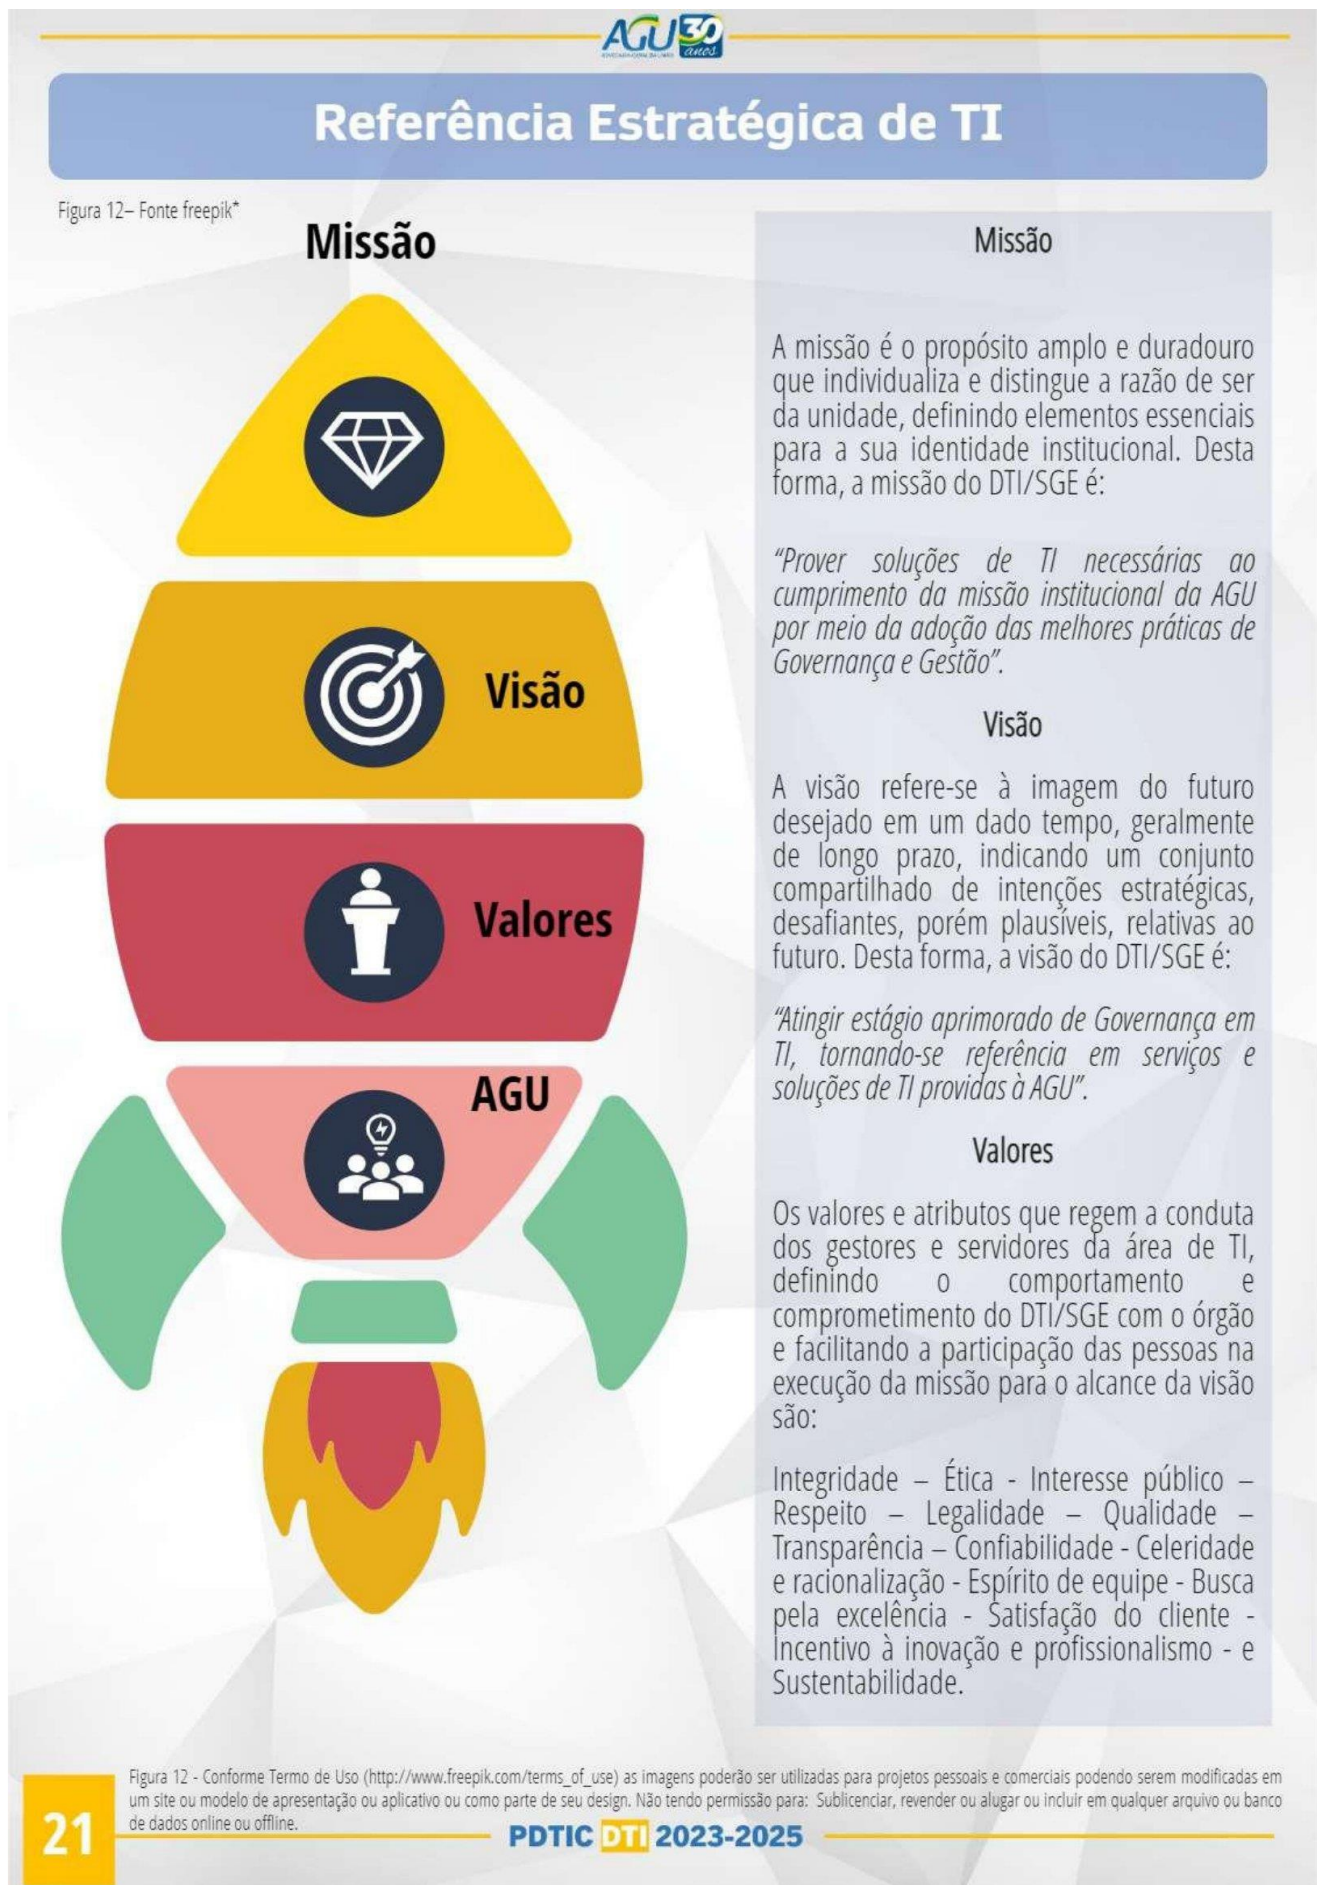 AGU 30 anos
Referência Estratégica de TI
Figura 12– Fonte freepik*
Missão
Visão
Valores
AGU
Missão
A missão é o propósito amplo e duradouro
que individualiza e distingue a razão de ser
da unidade, definindo elementos essenciais
para a sua identidade institucional. Desta
forma, a missão do DTI/SGE é:
“Prover soluções de TI necessárias ao
cumprimento da missão institucional da AGU
por meio da adoção das melhores práticas de
Governança e Gestão”.
Visão
A visão refere-se à imagem do futuro
desejado em um dado tempo, geralmente
de longo prazo, indicando um conjunto
compartilhado de intenções estratégicas,
desafiantes, porém plausíveis, relativas ao
futuro. Desta forma, a visão do DTI/SGE é:
“Atingir estágio aprimorado de Governança em
TI, tornando-se referência em serviços e
soluções de TI providas à AGU”.
Valores
Os valores e atributos que regem a conduta
dos gestores e servidores da área de TI,
definindo o comportamento e
comprometimento do DTI/SGE com o órgão
e facilitando a participação das pessoas na
execução da missão para o alcance da visão
são:
Integridade – Ética - Interesse público –
Respeito – Legalidade – Qualidade –
Transparência – Confiabilidade - Celeridade
e racionalização - Espírito de equipe - Busca
pela excelência - Satisfação do cliente -
Incentivo à inovação e profissionalismo - e
Sustentabilidade.
Figura 12 - Conforme Termo de Uso (http://www.freepik.com/terms_of_use) as imagens poderão ser utilizadas para projetos pessoais e comerciais podendo serem modificadas em
um site ou modelo de apresentação ou aplicativo ou como parte de seu design. Não tendo permissão para: Sublicenciar, revender ou alugar ou incluir em qualquer arquivo ou banco
de dados online ou offline.
21
PDTIC DTI 2023-2025